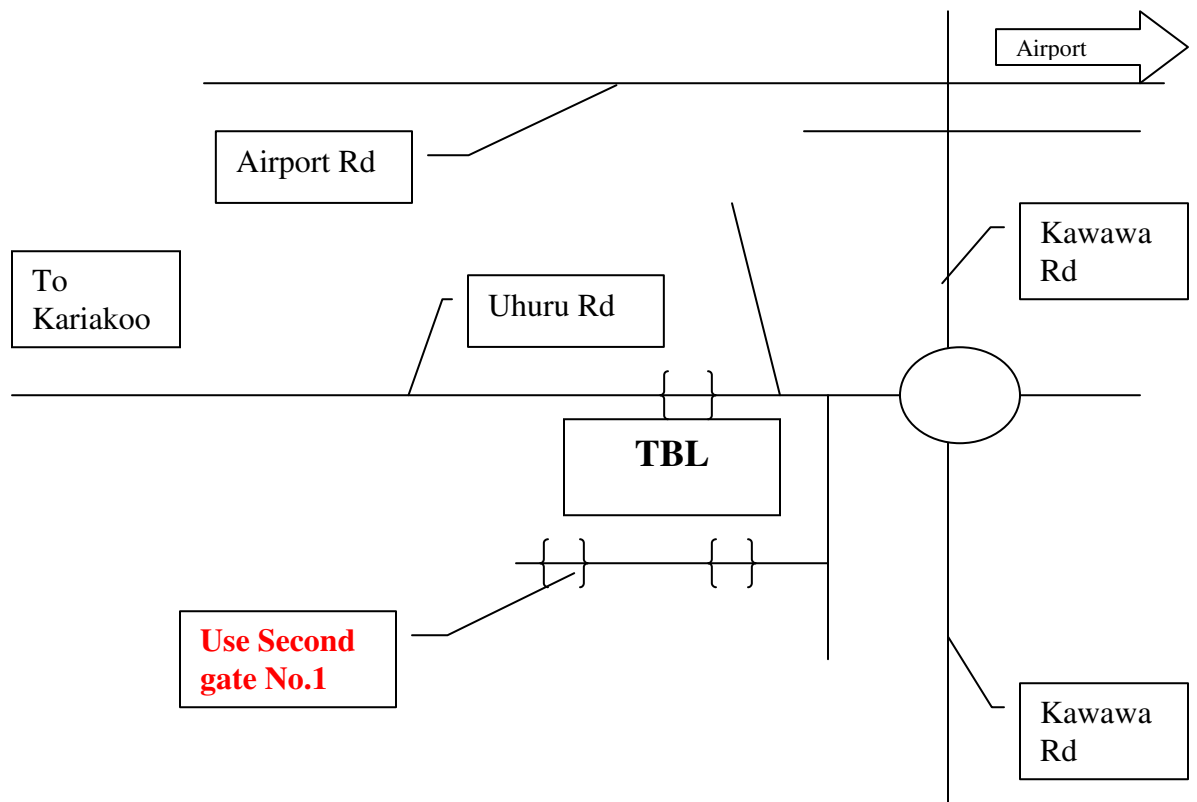 Airport
Airport Rd
Kawawa
Rd
To
Kariakoo
Uhuru Rd
TBL
Use Second
gate No.1
Kawawa
Rd